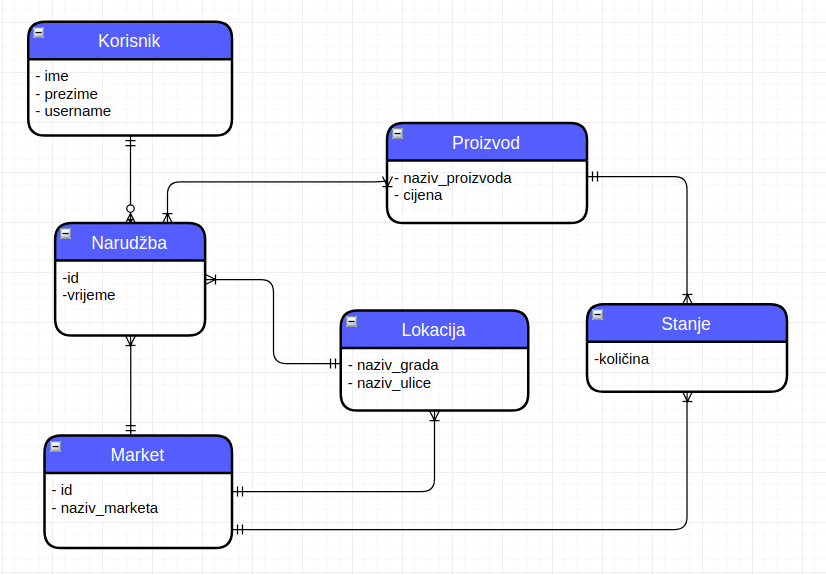 Korisnik
- ime
- prezime
- username
Proizvod
- naziv_proizvoda
- cijena
Narudžba
-id
-vrijeme
Lokacija
- naziv_grada
- naziv_ulice
Stanje
-količina
Market
- id
- naziv_marketa